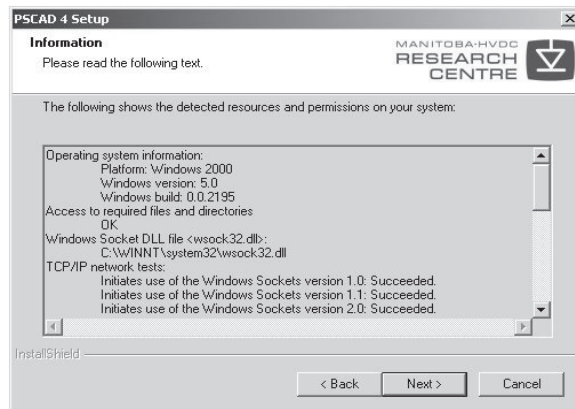 PSCAD 4 Setup
Information
Please read the following text.
MANITOBA-HVDC
RESEARCH
CENTRE
The following shows the detected resources and permissions on your system:
Operating system information:
Platform: Windows 2000
Windows version: 5.0
Windows build: 0.0.2195
Access to required files and directories
OK
Windows Socket DLL file <wsock32.dll>:
C:\WINNT\system32\wsock32.dll
TCP/IP network tests:
Initiates use of the Windows Sockets version 1.0: Succeeded.
Initiates use of the Windows Sockets version 1.1: Succeeded.
Initiates use of the Windows Sockets version 2.0: Succeeded.
InstallShield
< Back
Next >
Cancel